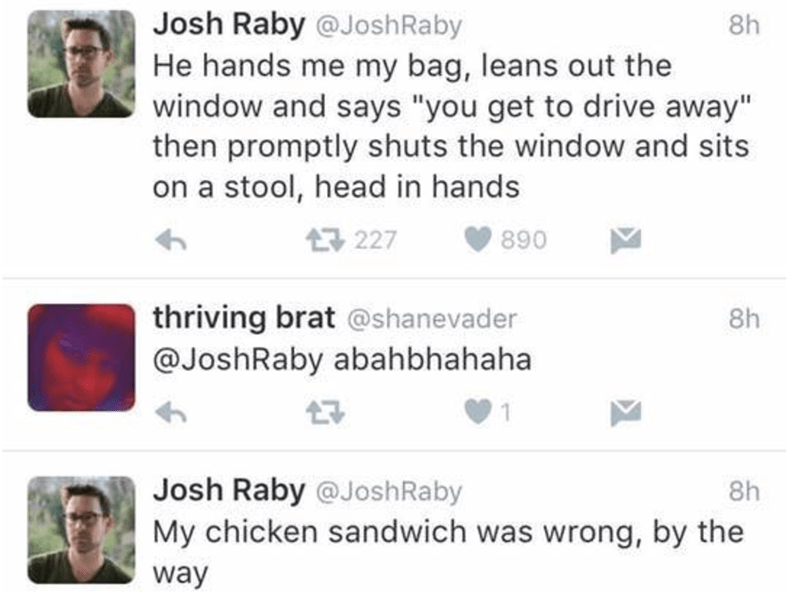 Josh Raby @JoshRaby 8h
He hands me my bag, leans out the
window and says "you get to drive away"
then promptly shuts the window and sits
on a stool, head in hands
227 890
thriving brat @shanevader 8h
@JoshRaby abahbhahaha
1
Josh Raby @JoshRaby 8h
My chicken sandwich was wrong, by the
way